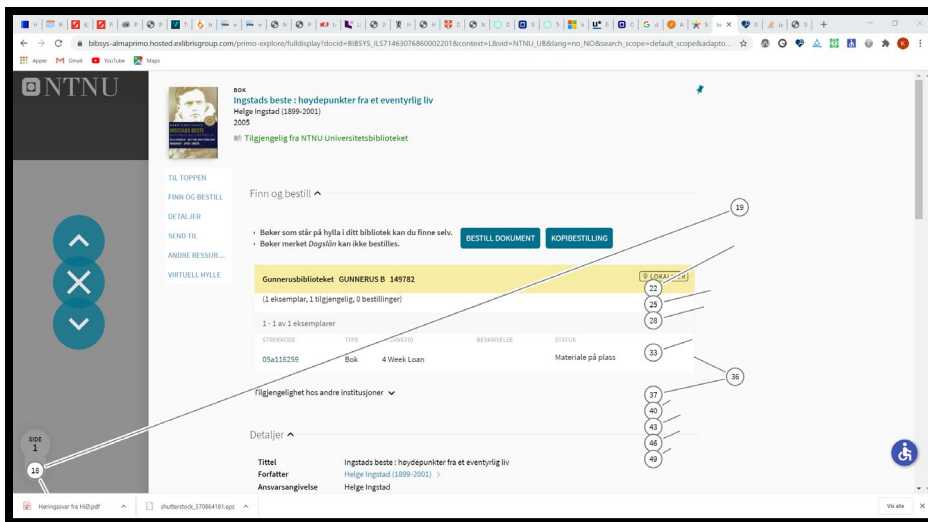 bibsys-almaprimo.hosted.exlibrisgroup.com/primo-explore/fulldisplay?docid=BIBSYS_ILS71463076860002201&context=L&vid=NTNU_UB&lang=no_NO&search_scope=default_scope&adapto...
Apper Gmail YouTube Maps
NTNU
BOK
Ingstads beste : høydepunkter fra et eventyrlig liv
Helge Ingstad (1899-2001)
2005
Tilgjengelig fra NTNU Universitetsbiblioteket
INGSTADS BESTE
TIL TOPPEN
FINN OG BESTILL
DETALJER
SEND TIL
ANDRE RESSUR...
VIRTUELL HYLLE
Finn og bestill
19
Bøker som står på hylla i ditt bibliotek kan du finne selv.
Bøker merket Dagslån kan ikke bestilles.
BESTILL DOKUMENT KOPIBESTILLING
Gunnerusbiblioteket GUNNERUS B 149782
22
(1 eksemplar, 1 tilgjengelig, 0 bestillinger)
25
28
1 - 1 av 1 eksemplarer
STREKKODE TYPE BESKRIVELSE STATUS
05a116259 Bok 4 Week Loan Materiale på plass
33
36
Tilgjengelighet hos andre institusjoner
37
40
43
46
49
Detaljer
SIDE
1
18
Tittel Ingstads beste : høydepunkter fra et eventyrlig liv
Forfatter Helge Ingstad (1899-2001)
Ansvarsangivelse Helge Ingstad
Høringssvar fra HiØ.pdf shutterstock_570864181.eps Vis alle